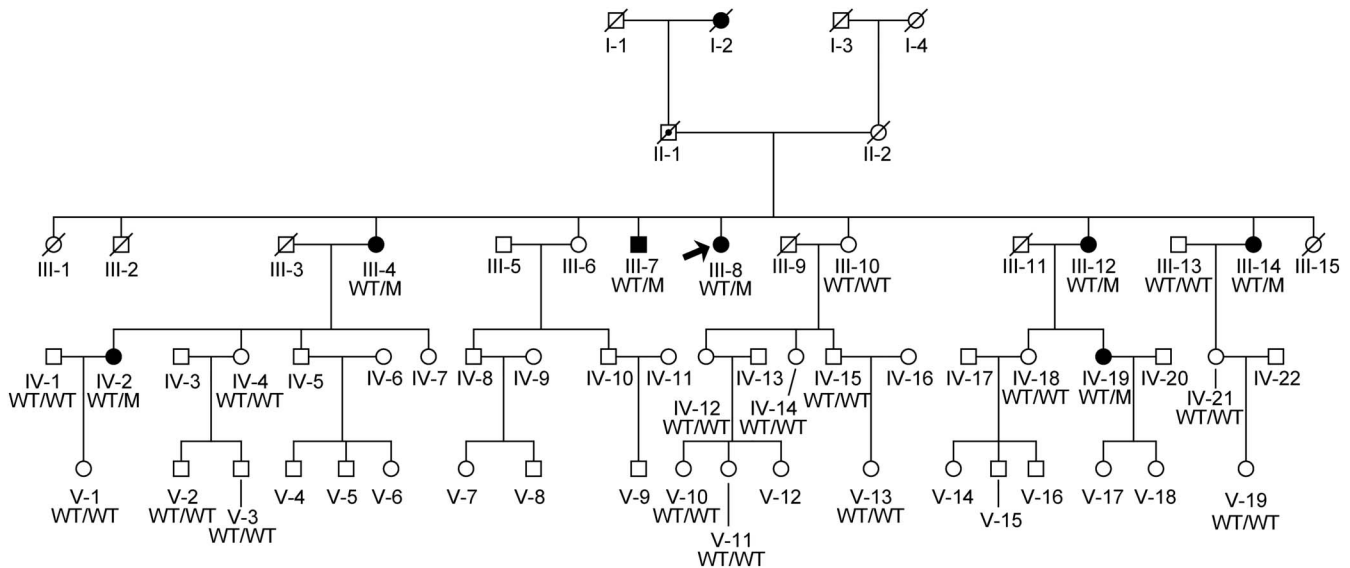 I-1 I-2 I-3 I-4
II-1 II-2
III-1 III-2 III-3 III-4 III-5 III-6 III-7 III-8 III-9 III-10 III-11 III-12 III-13 III-14 III-15
WT/M WT/M WT/M WT/WT WT/M WT/WT WT/M
IV-1 IV-2 IV-3 IV-4 IV-5 IV-6 IV-7 IV-8 IV-9 IV-10 IV-11 IV-12 IV-13 IV-14 IV-15 IV-16 IV-17 IV-18 IV-19 IV-20 IV-21 IV-22
WT/WT WT/M WT/WT WT/WT WT/WT WT/WT WT/WT WT/M WT/WT
V-1 V-2 V-3 V-4 V-5 V-6 V-7 V-8 V-9 V-10 V-11 V-12 V-13 V-14 V-15 V-16 V-17 V-18 V-19
WT/WT WT/WT WT/WT WT/WT WT/WT WT/WT WT/WT